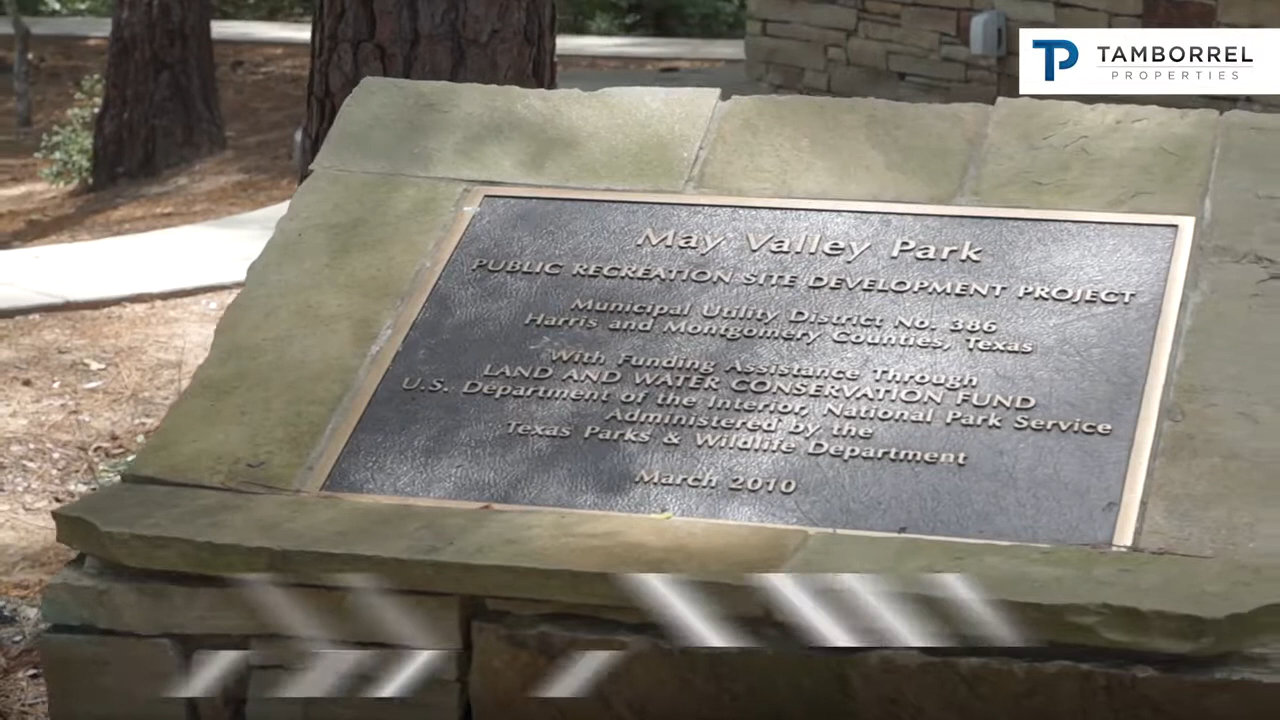 TP TAMBORREL
PROPERTIES
May Valley Park
PUBLIC RECREATION SITE DEVELOPMENT PROJECT
Municipal Utility District No. 386
Harris and Montgomery Counties, Texas
With Funding Assistance Through
LAND AND WATER CONSERVATION FUND
U.S. Department of the Interior, National Park Service
Administered by the
Texas Parks & Wildlife Department
March 2010